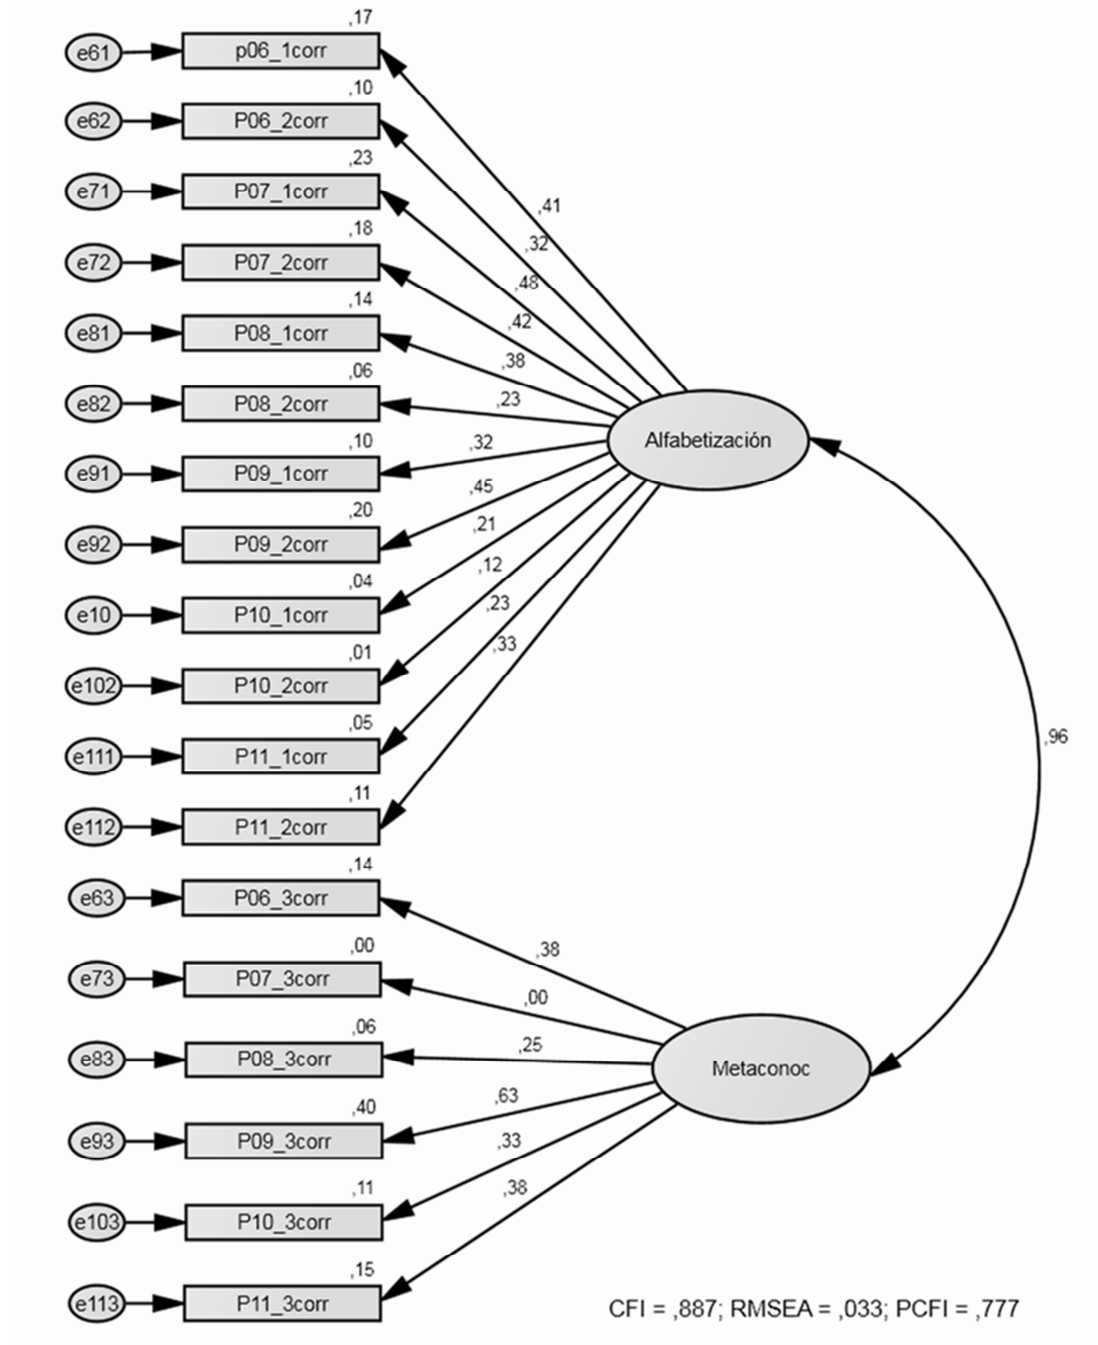 ,17
e61 p06_1corr
,10
e62 P06_2corr
,23
e71 P07_1corr
,41
,18
e72 P07_2corr
,32
,48
,14
e81 P08_1corr
,42
,38
,06
e82 P08_2corr
,23
Alfabetización
,10
e91 P09_1corr
,32
,20
e92 P09_2corr
,45
,21
,04
e10 P10_1corr
,12
,23
,01
e102 P10_2corr
,33
,05
e111 P11_1corr
,96
,11
e112 P11_2corr
,14
e63 P06_3corr
,38
,00
e73 P07_3corr
,00
,06
e83 P08_3corr
,25
Metaconoc
,40
e93 P09_3corr
,63
,33
,11
e103 P10_3corr
,38
,15
e113 P11_3corr
CFI = ,887; RMSEA = ,033; PCFI = ,777